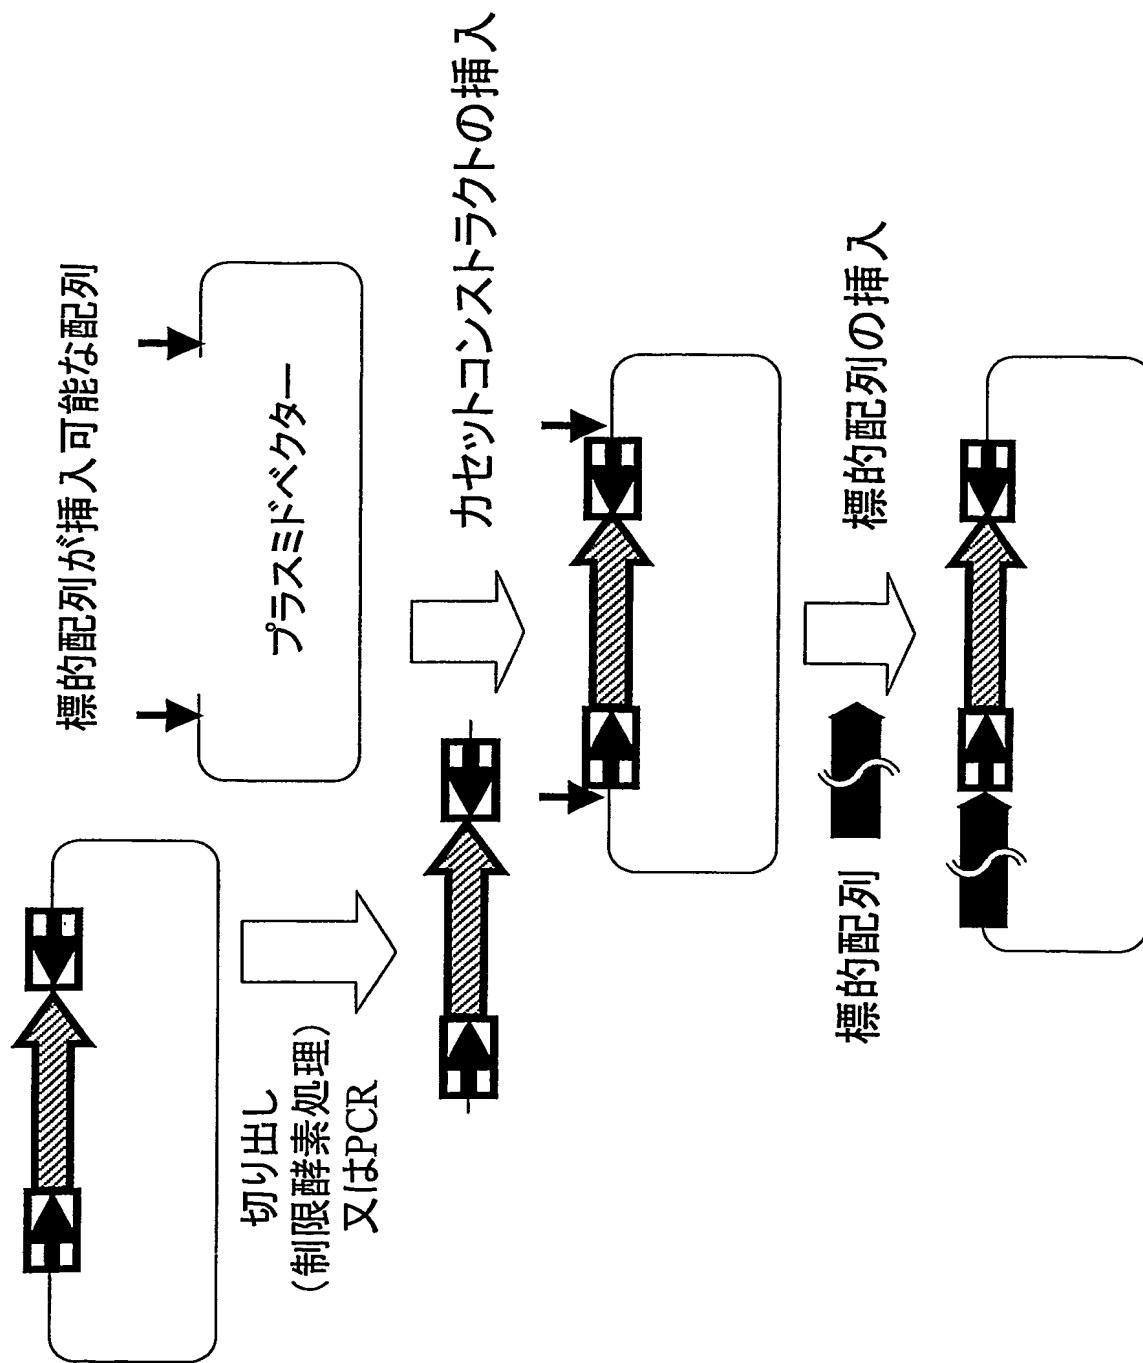 標的配列が挿入可能な配列
プラスミドベクター
切り出し
(制限酵素処理)
又はPCR
カセットコンストラクトの挿入
標的配列
標的配列の挿入